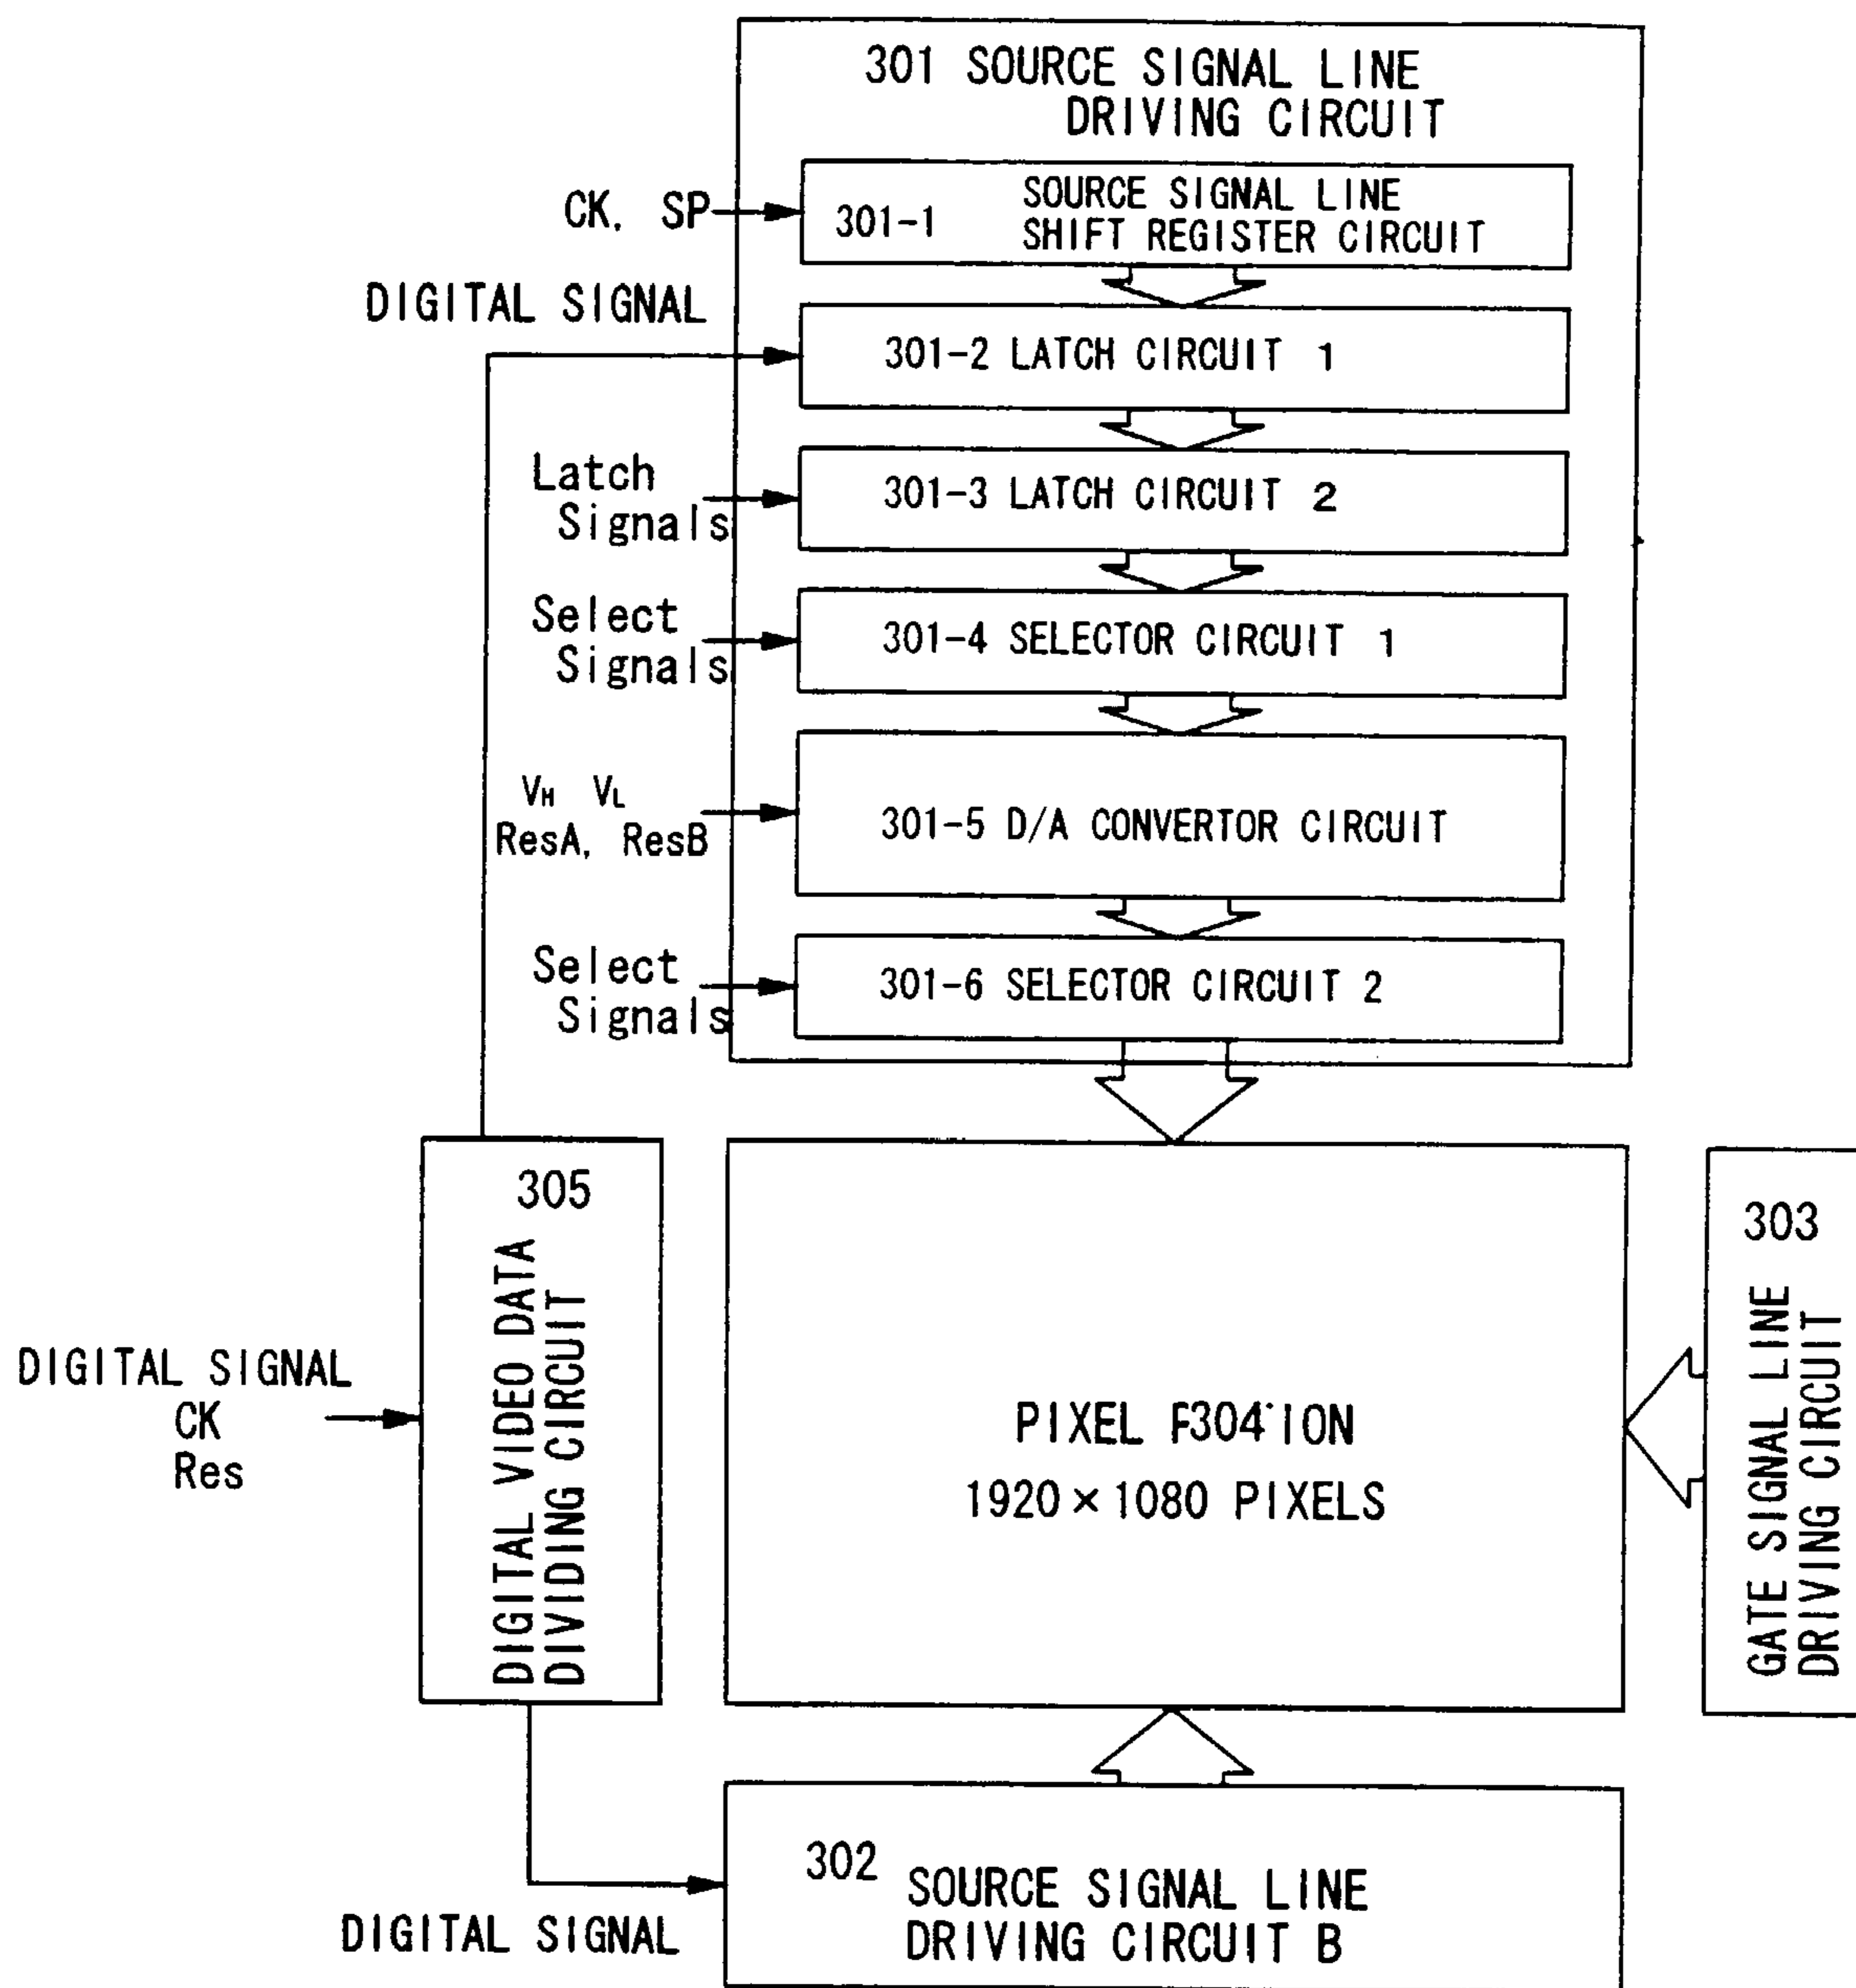 301 SOURCE SIGNAL LINE
DRIVING CIRCUIT
CK, SP
301-1
SOURCE SIGNAL LINE
SHIFT REGISTER CIRCUIT
DIGITAL SIGNAL
301-2 LATCH CIRCUIT 1
Latch
Signals
301-3 LATCH CIRCUIT 2
Select
Signals
301-4 SELECTOR CIRCUIT 1
VH VL
ResA, ResB
301-5 D/A CONVERTOR CIRCUIT
Select
Signals
301-6 SELECTOR CIRCUIT 2
305
DIGITAL VIDEO DATA
DIVIDING CIRCUIT
DIGITAL SIGNAL
CK
Res
PIXEL 304
1920×1080 PIXELS
303
GATE SIGNAL LINE
DRIVING CIRCUIT
302
SOURCE SIGNAL LINE
DRIVING CIRCUIT B
DIGITAL SIGNAL